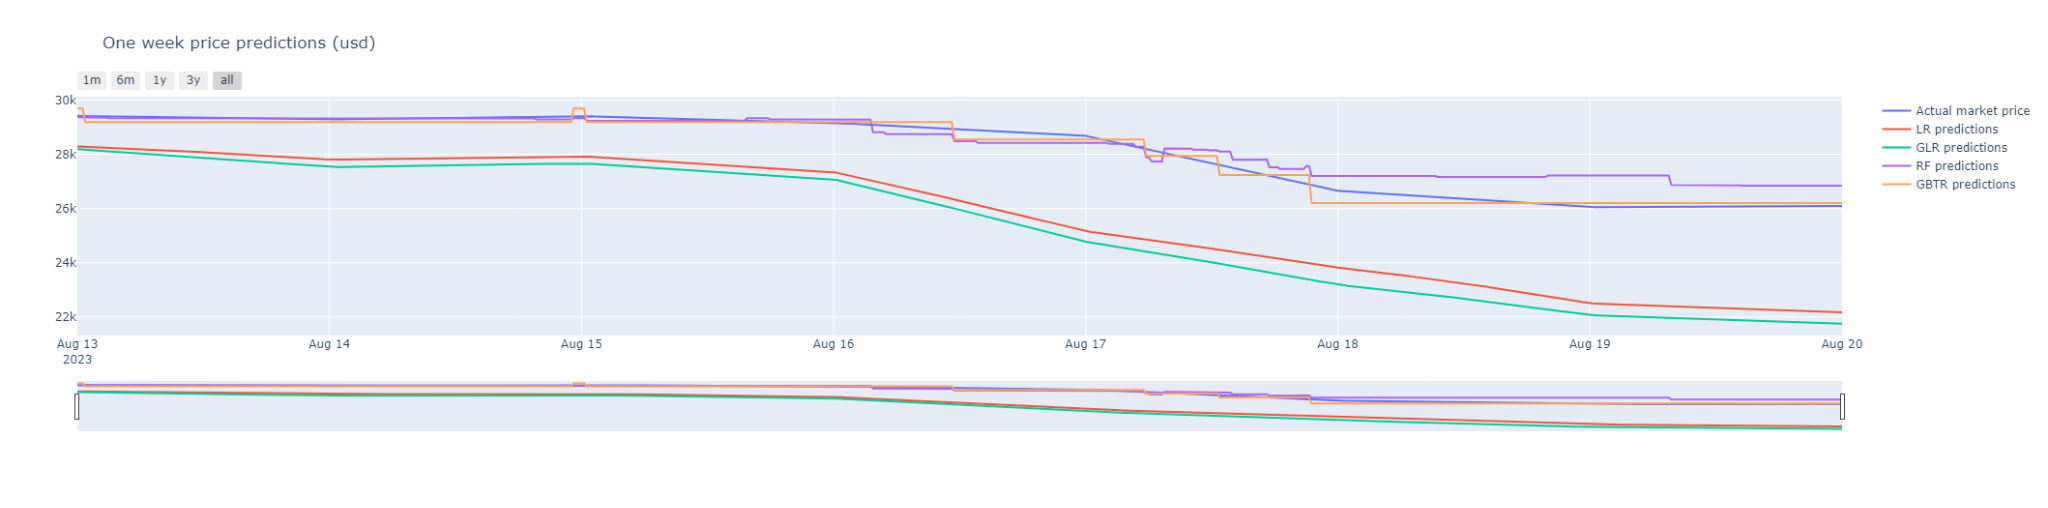 One week price predictions (usd)
1m 6m 1y 3y all
30k
28k
26k
24k
22k
Aug 13 Aug 14 Aug 15 Aug 16 Aug 17 Aug 18 Aug 19 Aug 20
2023
Actual market price
LR predictions
GLR predictions
RF predictions
GBTR predictions